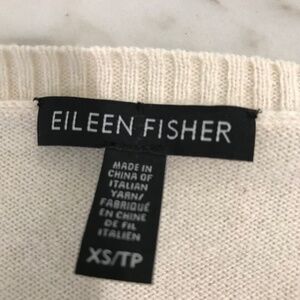 EILEEN FISHER
MADE IN
CHINA OF
ITALIAN
YARN/
FABRIQUÉ
EN CHINE
DE FIL
ITALIEN
XS/TP